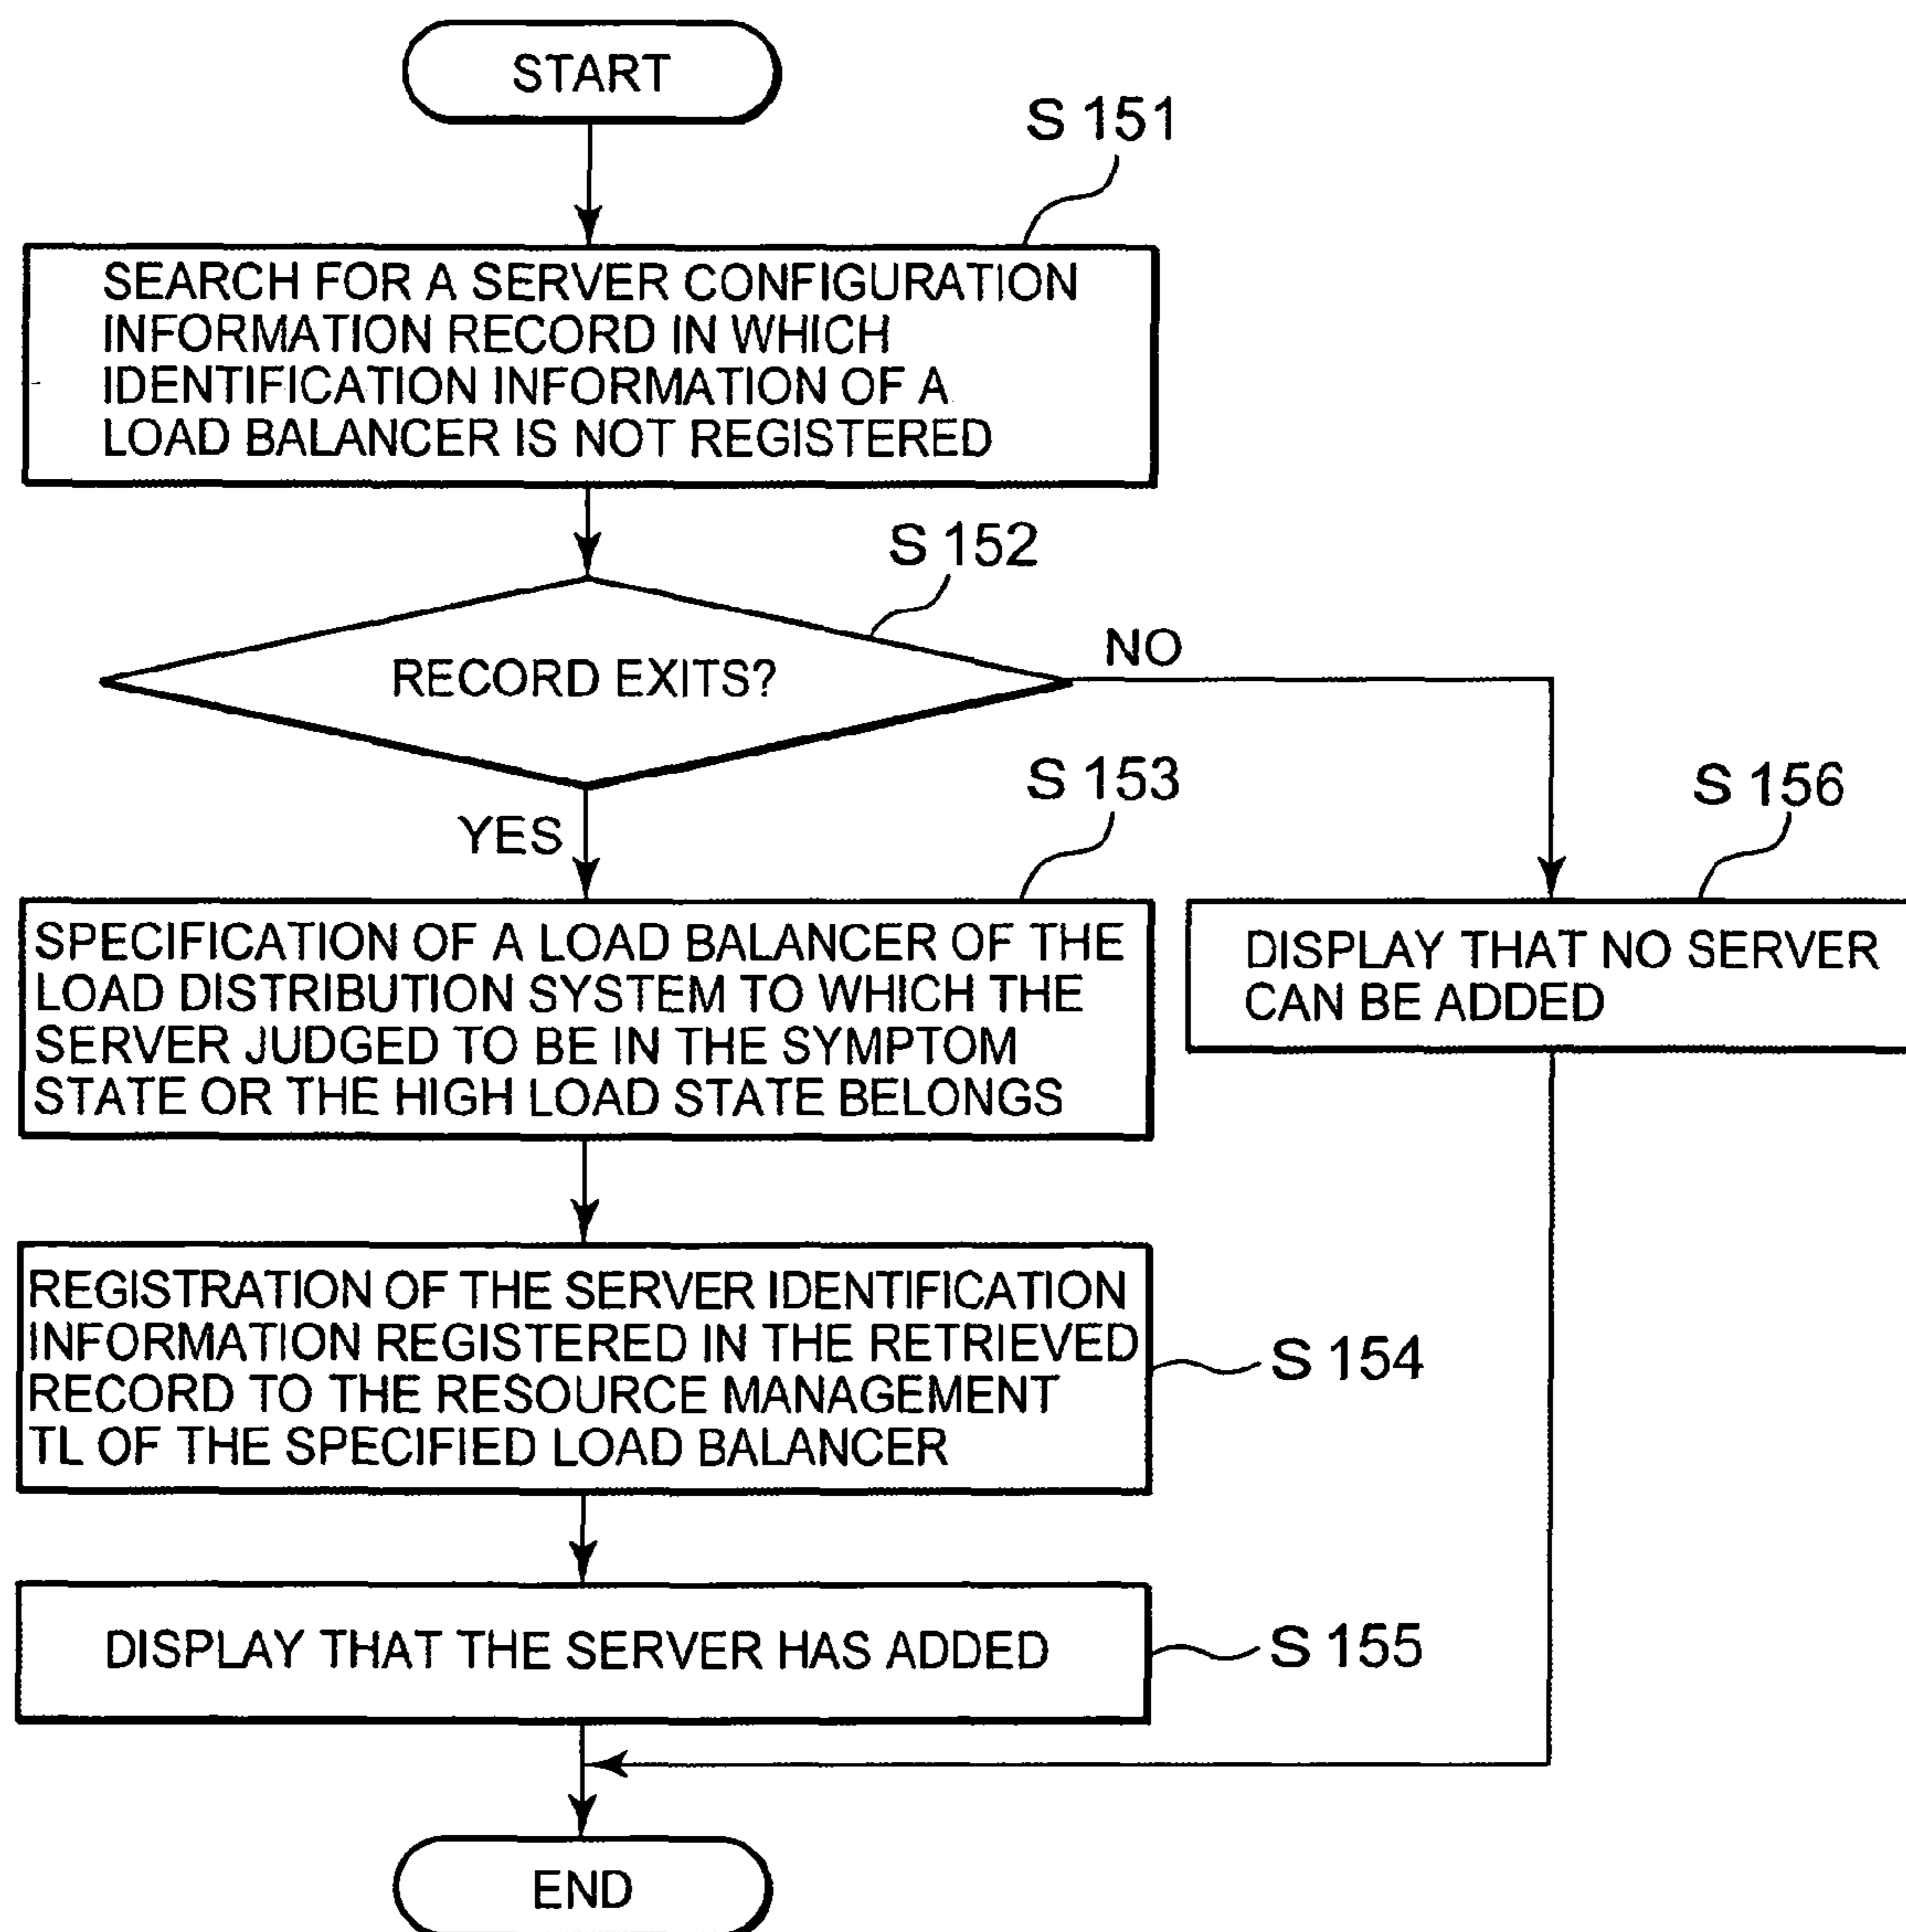 START
S 151
SEARCH FOR A SERVER CONFIGURATION
INFORMATION RECORD IN WHICH
IDENTIFICATION INFORMATION OF A
LOAD BALANCER IS NOT REGISTERED
S 152
RECORD EXITS?
NO
YES
S 153
S 156
SPECIFICATION OF A LOAD BALANCER OF THE
LOAD DISTRIBUTION SYSTEM TO WHICH THE
SERVER JUDGED TO BE IN THE SYMPTOM
STATE OR THE HIGH LOAD STATE BELONGS
DISPLAY THAT NO SERVER
CAN BE ADDED
REGISTRATION OF THE SERVER IDENTIFICATION
INFORMATION REGISTERED IN THE RETRIEVED
RECORD TO THE RESOURCE MANAGEMENT
TL OF THE SPECIFIED LOAD BALANCER
S 154
DISPLAY THAT THE SERVER HAS ADDED
S 155
END